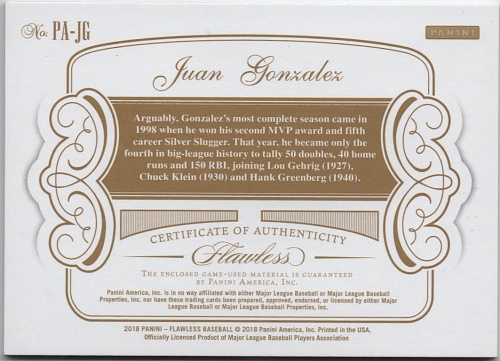 No: PA-JG
PANINI
Juan Gonzalez
Arguably, Gonzalez's most complete season came in
1998 when he won his second MVP award and fifth
career Silver Slugger. That year, he became only the
fourth in big-league history to tally 50 doubles, 40 home
runs and 150 RBI, joining Lou Gehrig (1927),
Chuck Klein (1930) and Hank Greenberg (1940).
CERTIFICATE OF AUTHENTICITY
Flawless
THE ENCLOSED GAME-USED MATERIAL IS GUARANTEED
BY PANINI AMERICA, INC.
Panini America, Inc. is in no way affiliated with either Major League Baseball or Major League Baseball
Properties, Inc. nor have these trading cards been prepared, approved, endorsed, or licensed by either Major
League Baseball or Major League Baseball Properties, Inc.
2018 PANINI – FLAWLESS BASEBALL © 2018 Panini America, Inc. Printed in the USA.
Officially Licensed Product of Major League Baseball Players Association